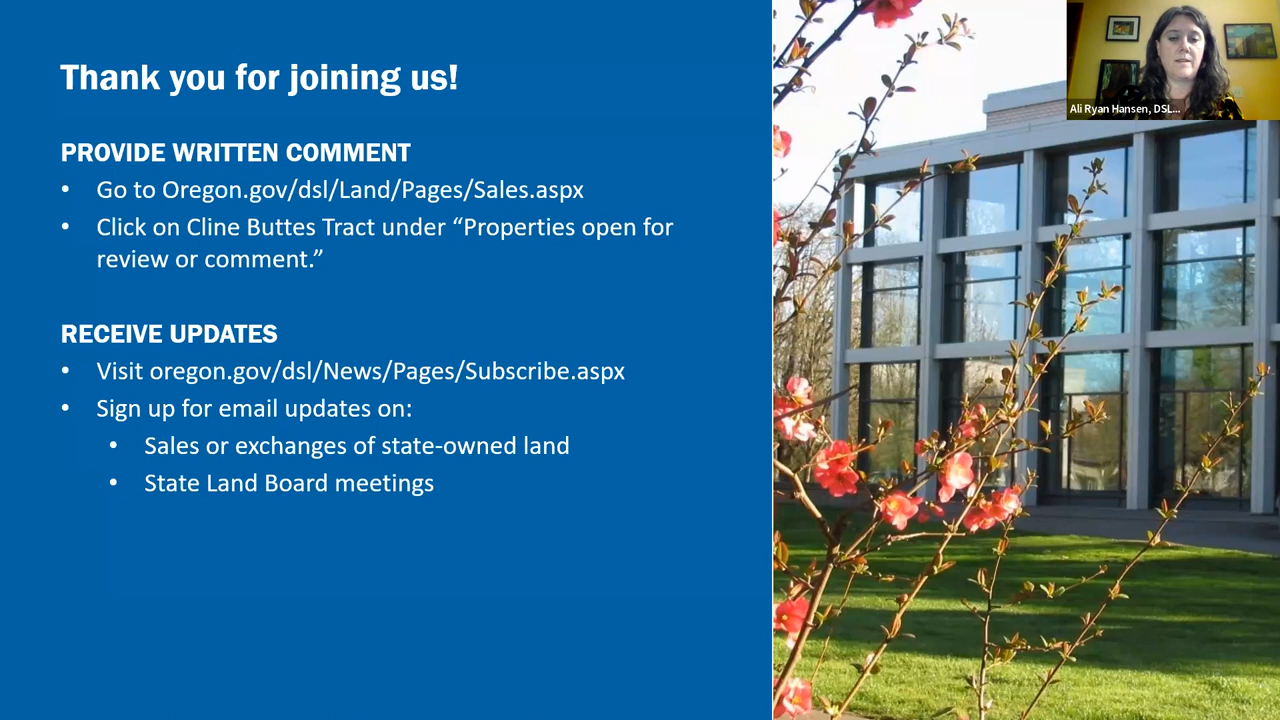 Thank you for joining us!
PROVIDE WRITTEN COMMENT
• Go to Oregon.gov/dsl/Land/Pages/Sales.aspx
• Click on Cline Buttes Tract under “Properties open for
review or comment.”
RECEIVE UPDATES
• Visit oregon.gov/dsl/News/Pages/Subscribe.aspx
• Sign up for email updates on:
• Sales or exchanges of state-owned land
• State Land Board meetings
Ali Ryan Hansen, DSL...